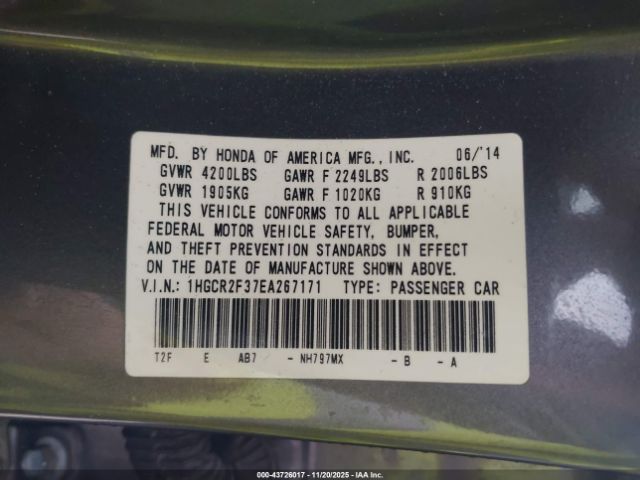 MFD. BY HONDA OF AMERICA MFG., INC. 06/'14
GVWR 4200LBS GAWR F 2249LBS R 2006LBS
GVWR 1905KG GAWR F 1020KG R 910KG
THIS VEHICLE CONFORMS TO ALL APPLICABLE
FEDERAL MOTOR VEHICLE SAFETY, BUMPER,
AND THEFT PREVENTION STANDARDS IN EFFECT
ON THE DATE OF MANUFACTURE SHOWN ABOVE.
V.I.N.: 1HGCR2F37EA267171 TYPE: PASSENGER CAR
T2F E AB7 - NH797MX - B - A
000-43726017 - 11/20/2025 - IAA Inc.